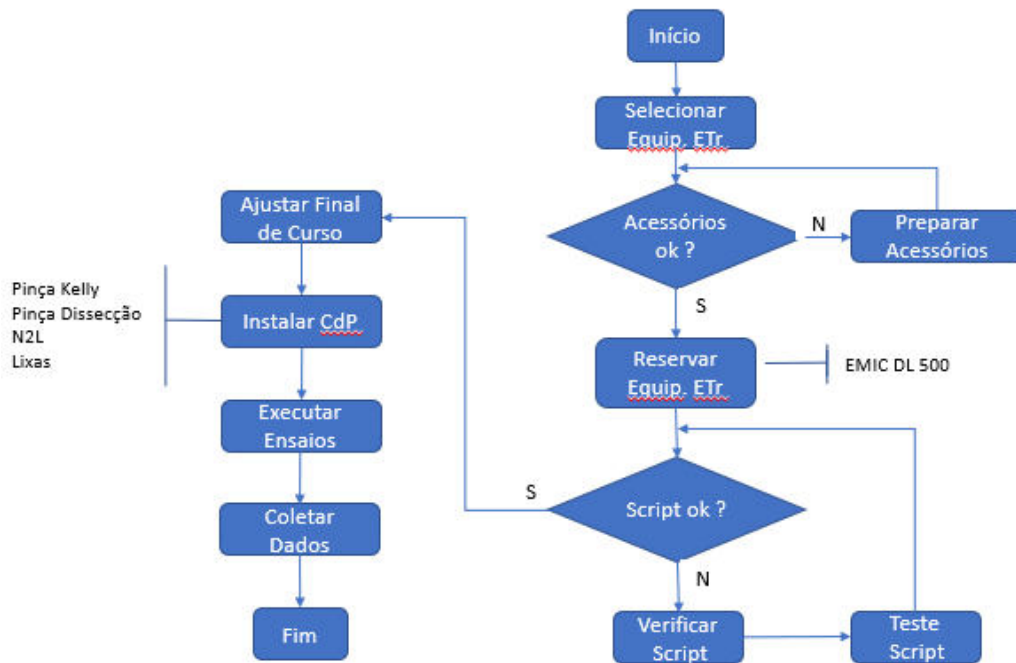 Início
Selecionar
Equip. ETr
Acessórios
ok ?
N
Preparar
Acessórios
S
Reservar
Equip. ETr
EMIC DL 500
Script ok ?
N
Verificar
Script
Teste
Script
S
Ajustar Final
de Curso
Instalar CdP
Pinça Kelly
Pinça Dissecção
N2L
Lixas
Executar
Ensaios
Coletar
Dados
Fim